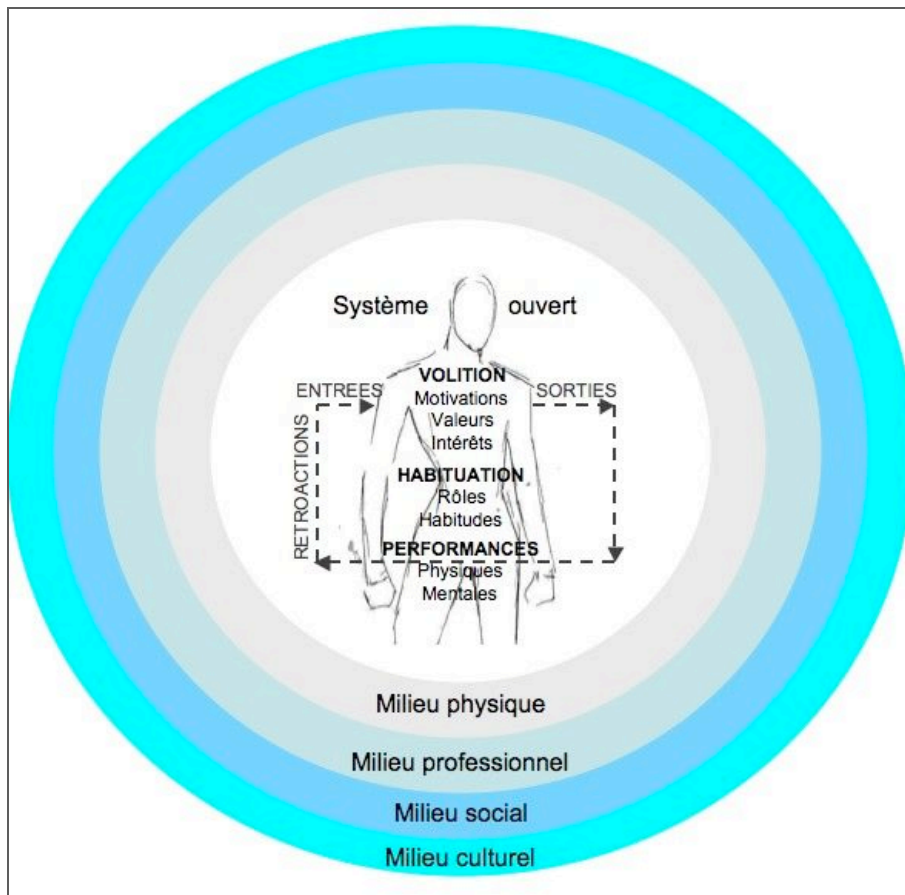 Système ouvert
VOLITION
ENTREES Motivations SORTIES
Valeurs
Intérêts
RETROACTIONS
HABITUATION
Rôles
Habitudes
PERFORMANCES
Physiques
Mentales
Milieu physique
Milieu professionnel
Milieu social
Milieu culturel